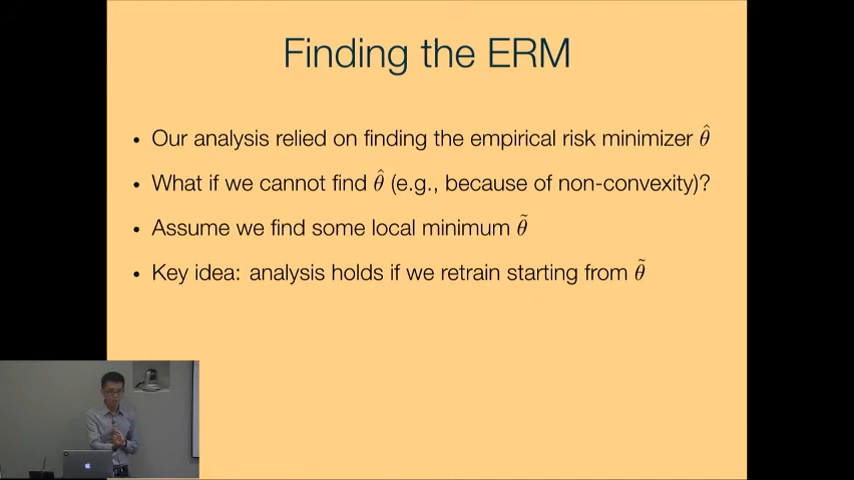 Finding the ERM
• Our analysis relied on finding the empirical risk minimizer θ̂
• What if we cannot find θ̂ (e.g., because of non-convexity)?
• Assume we find some local minimum θ̃
• Key idea: analysis holds if we retrain starting from θ̃